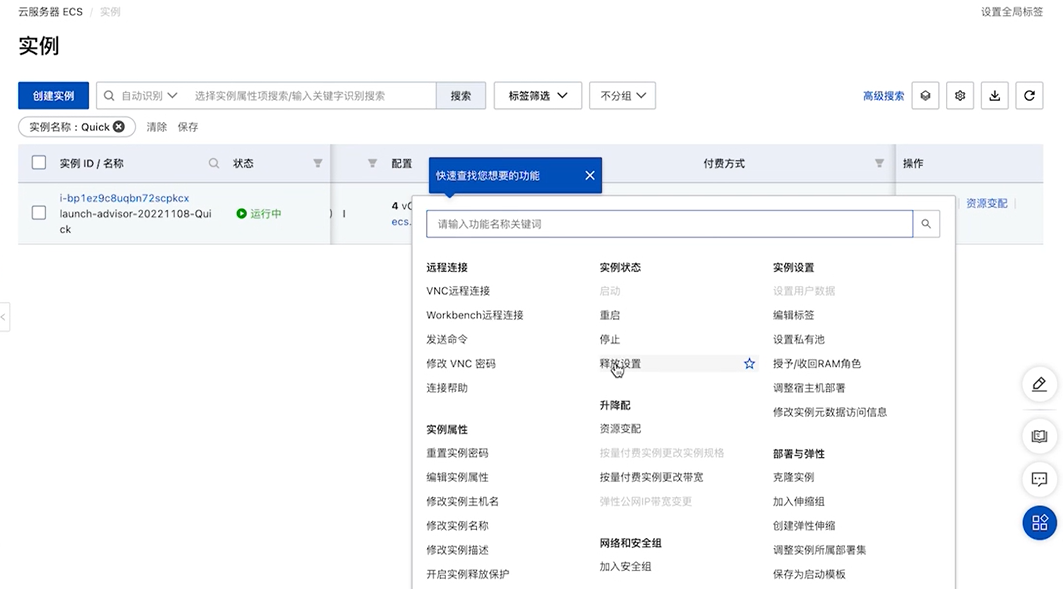 云服务器 ECS / 实例
设置全局标签
实例
创建实例
自动识别
选择实例属性项搜索/输入关键字识别搜索
搜索
标签筛选
不分组
高级搜索
实例名称：Quick
清除 保存
实例 ID / 名称
状态
配置
付费方式
操作
快速查找您想要的功能
i-bp1ez9c8uqbn72scpkcx
launch-advisor-20221108-Qui
ck
运行中
4
ecs.
资源变配
请输入功能名称关键词
远程连接
VNC远程连接
Workbench远程连接
发送命令
修改 VNC 密码
连接帮助
实例属性
重置实例密码
编辑实例属性
修改实例主机名
修改实例名称
修改实例描述
开启实例释放保护
实例状态
启动
重启
停止
释放设置
升降配
资源变配
按量付费实例更改实例规格
按量付费实例更改带宽
弹性公网IP带宽变更
网络和安全组
加入安全组
实例设置
设置用户数据
编辑标签
设置私有池
授予/收回RAM角色
调整宿主机部署
修改实例元数据访问信息
部署与弹性
克隆实例
加入伸缩组
创建弹性伸缩
调整实例所属部署集
保存为启动模板